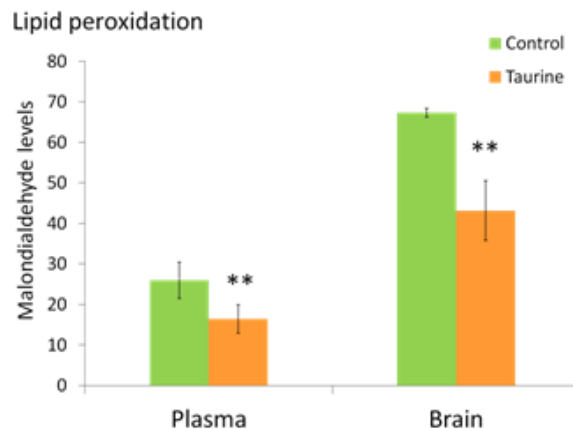 Lipid peroxidation
Control
Taurine
Malondialdehyde levels
80
70
60
50
40
30
20
10
0
**
**
Plasma
Brain